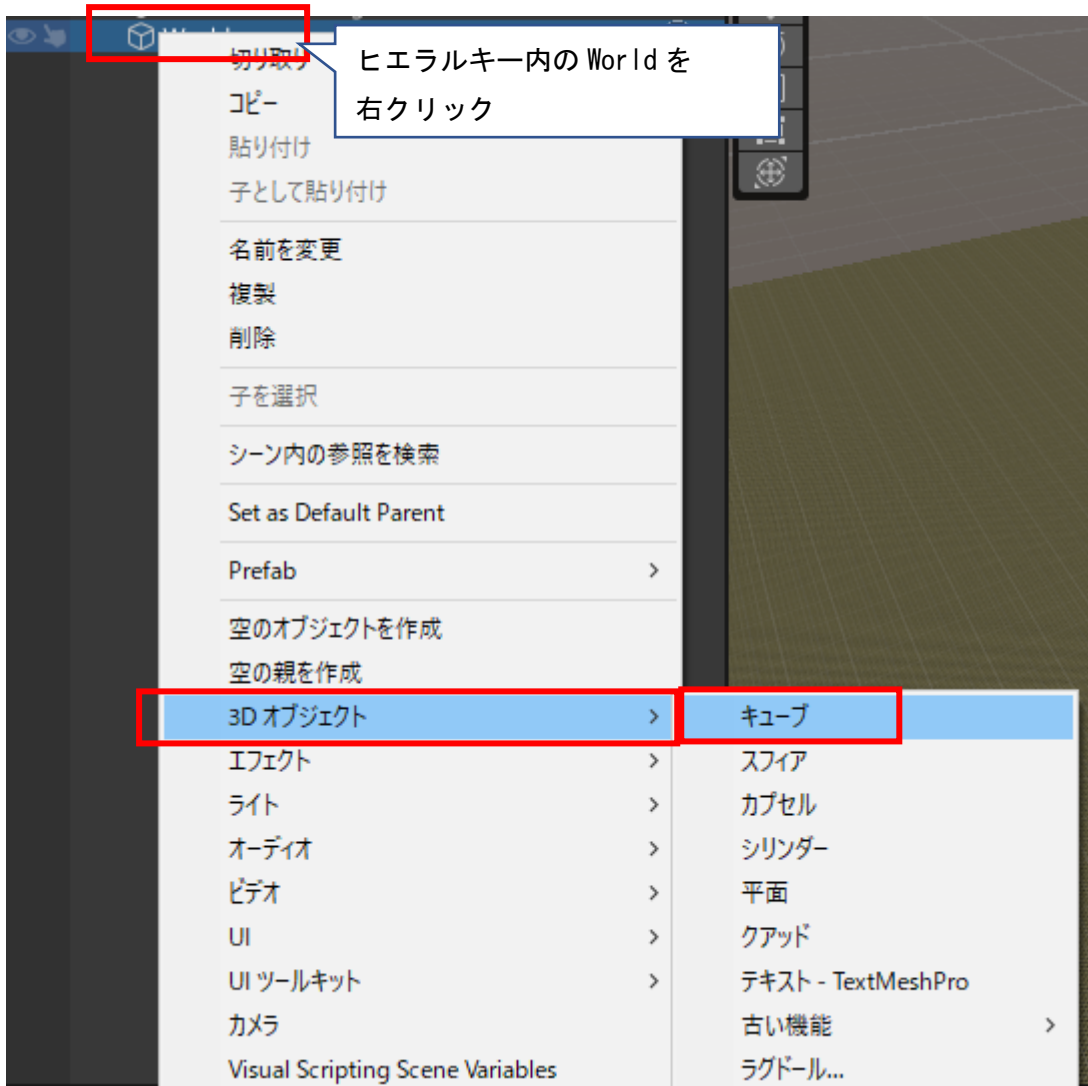 ヒエラルキー内の World を
右クリック
切り取り
コピー
貼り付け
子として貼り付け
名前を変更
複製
削除
子を選択
シーン内の参照を検索
Set as Default Parent
Prefab
空のオブジェクトを作成
空の親を作成
3D オブジェクト
エフェクト
ライト
オーディオ
ビデオ
UI
UI ツールキット
カメラ
Visual Scripting Scene Variables
キューブ
スフィア
カプセル
シリンダー
平面
クアッド
テキスト - TextMeshPro
古い機能
ラグドール...